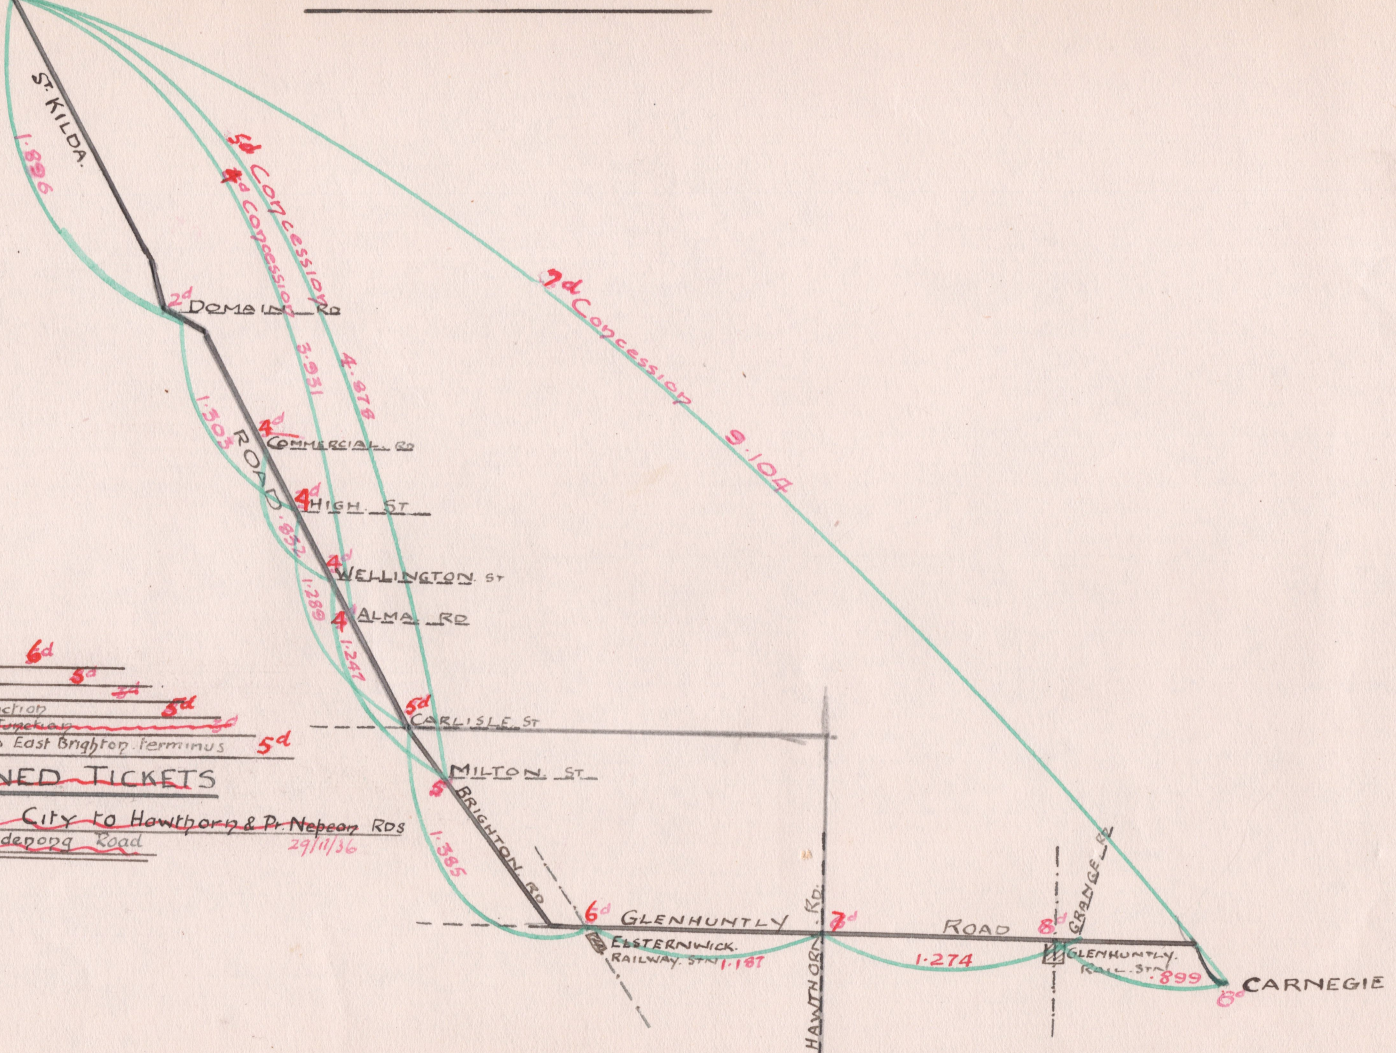 ST. KILDA.
1.896
5d Concession
4d Concession
7d Concession
2d
DOMAIN RD
3.931
4.878
9.104
1.303
4d
COMMERCIAL RD
ROAD
4d
HIGH ST
.832
4d
WELLINGTON ST
1.289
4
ALMA RD
1.247
6d
5d
5d
ction
Junction
East Brighton terminus 5d
NED TICKETS
City to Hawthorn & Pt. Nepean RDS
29/11/36
denong Road
5d
CARLISLE ST
5
MILTON ST
BRIGHTON RD
1.385
6d
GLENHUNTLY ROAD
7d
8d
GRANGE RD
ELSTERNWICK.
RAILWAY STN
1.187
HAWTHORN RD.
1.274
GLENHUNTLY.
RAIL. STN
.899
CARNEGIE